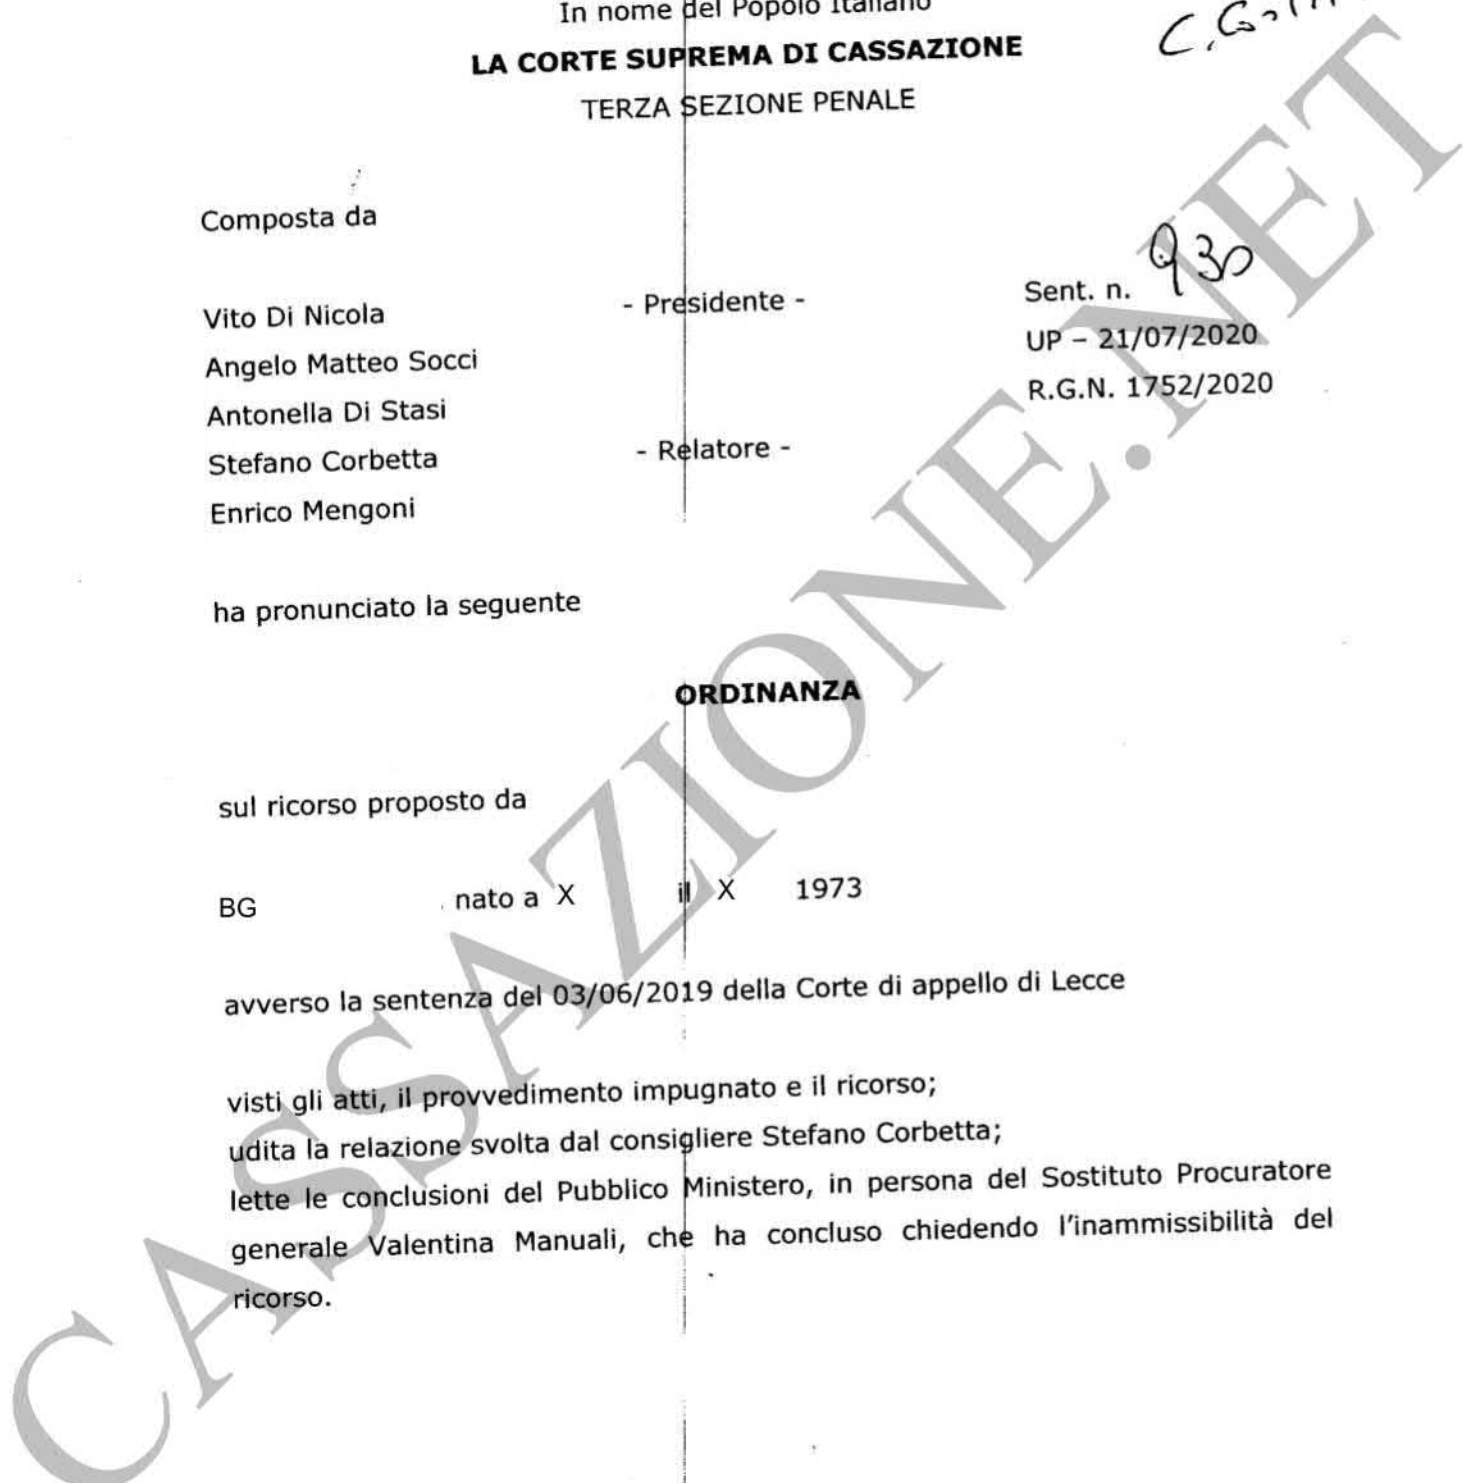 In nome del Popolo Italiano
LA CORTE SUPREMA DI CASSAZIONE
TERZA SEZIONE PENALE
Composta da
Vito Di Nicola - Presidente - Sent. n. 930
Angelo Matteo Socci UP – 21/07/2020
Antonella Di Stasi R.G.N. 1752/2020
Stefano Corbetta - Relatore -
Enrico Mengoni
ha pronunciato la seguente
ORDINANZA
sul ricorso proposto da
BG nato a X il X 1973
avverso la sentenza del 03/06/2019 della Corte di appello di Lecce
visti gli atti, il provvedimento impugnato e il ricorso;
udita la relazione svolta dal consigliere Stefano Corbetta;
lette le conclusioni del Pubblico Ministero, in persona del Sostituto Procuratore
generale Valentina Manuali, che ha concluso chiedendo l'inammissibilità del
ricorso.
CASSAZIONE.NET